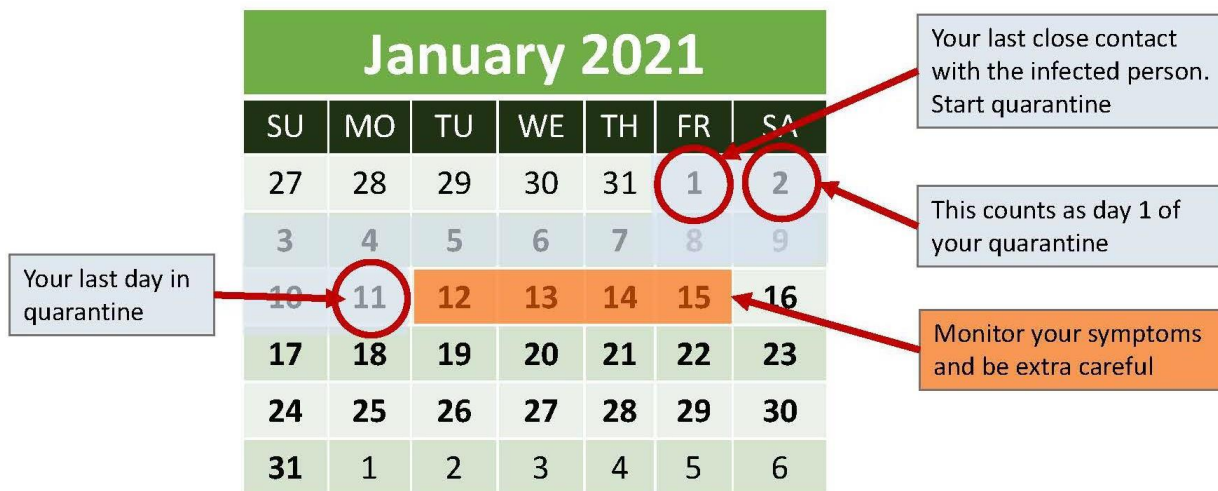 January 2021
Your last close contact
with the infected person.
Start quarantine
SU MO TU WE TH FR SA
27 28 29 30 31 1 2
This counts as day 1 of
your quarantine
3 4 5 6 7 8 9
Your last day in
quarantine
10 11 12 13 14 15 16
Monitor your symptoms
and be extra careful
17 18 19 20 21 22 23
24 25 26 27 28 29 30
31 1 2 3 4 5 6